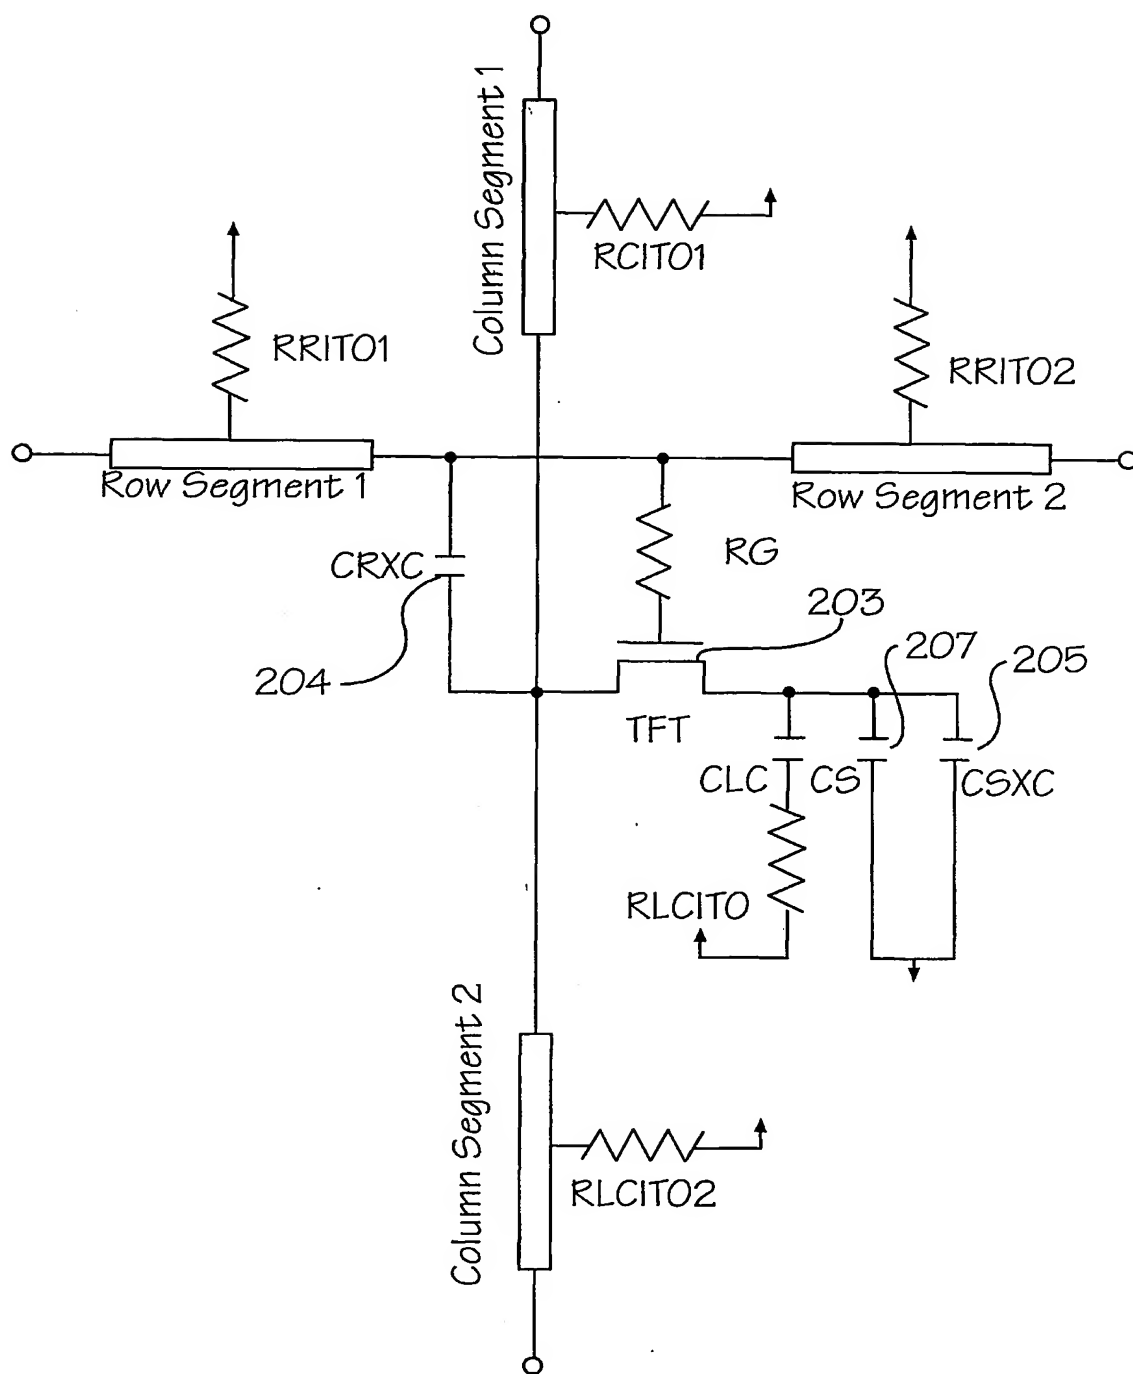 Column Segment 1
RCITO1
RRITO1
RRITO2
Row Segment 1
Row Segment 2
CRXC
RG
203
204
207
205
TFT
CLC
CS
CSXC
RLCITO
Column Segment 2
RLCITO2